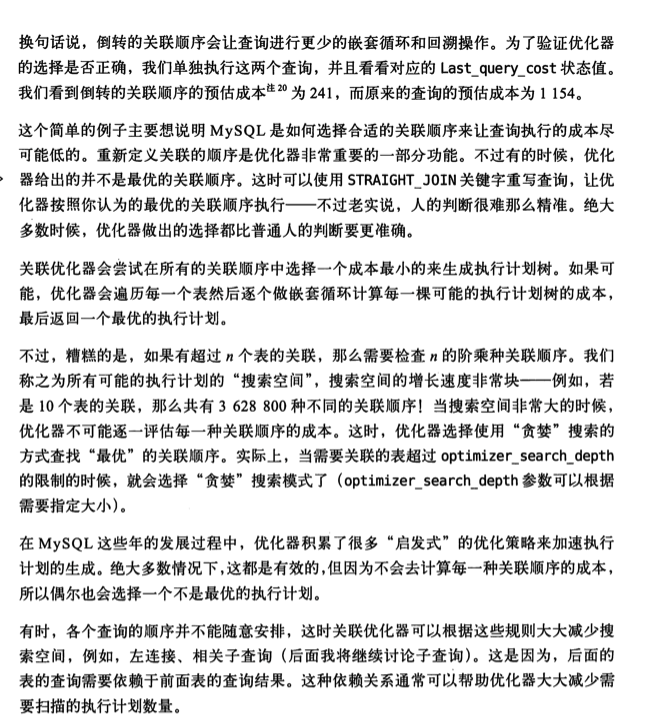 换句话说，倒转的关联顺序会让查询进行更少的嵌套循环和回溯操作。为了验证优化器
的选择是否正确，我们单独执行这两个查询，并且看看对应的 Last_query_cost 状态值。
我们看到倒转的关联顺序的预估成本注20 为 241，而原来的查询的预估成本为 1 154。
这个简单的例子主要想说明 MySQL 是如何选择合适的关联顺序来让查询执行的成本尽
可能低的。重新定义关联的顺序是优化器非常重要的一部分功能。不过有的时候，优化
器给出的并不是最优的关联顺序。这时可以使用 STRAIGHT_JOIN 关键字重写查询，让优
化器按照你认为的最优的关联顺序执行——不过老实说，人的判断很难那么精准。绝大
多数时候，优化器做出的选择都比普通人的判断要更准确。
关联优化器会尝试在所有的关联顺序中选择一个成本最小的来生成执行计划树。如果可
能，优化器会遍历每一个表然后逐个做嵌套循环计算每一棵可能的执行计划树的成本，
最后返回一个最优的执行计划。
不过，糟糕的是，如果有超过 n 个表的关联，那么需要检查 n 的阶乘种关联顺序。我们
称之为所有可能的执行计划的“搜索空间”，搜索空间的增长速度非常块——例如，若
是 10 个表的关联，那么共有 3 628 800 种不同的关联顺序！当搜索空间非常大的时候，
优化器不可能逐一评估每一种关联顺序的成本。这时，优化器选择使用“贪婪”搜索的
方式查找“最优”的关联顺序。实际上，当需要关联的表超过 optimizer_search_depth
的限制的时候，就会选择“贪婪”搜索模式了（optimizer_search_depth 参数可以根据
需要指定大小）。
在 MySQL 这些年的发展过程中，优化器积累了很多“启发式”的优化策略来加速执行
计划的生成。绝大多数情况下，这都是有效的，但因为不会去计算每一种关联顺序的成本，
所以偶尔也会选择一个不是最优的执行计划。
有时，各个查询的顺序并不能随意安排，这时关联优化器可以根据这些规则大大减少搜
索空间，例如，左连接、相关子查询（后面我将继续讨论子查询）。这是因为，后面的
表的查询需要依赖于前面表的查询结果。这种依赖关系通常可以帮助优化器大大减少需
要扫描的执行计划数量。